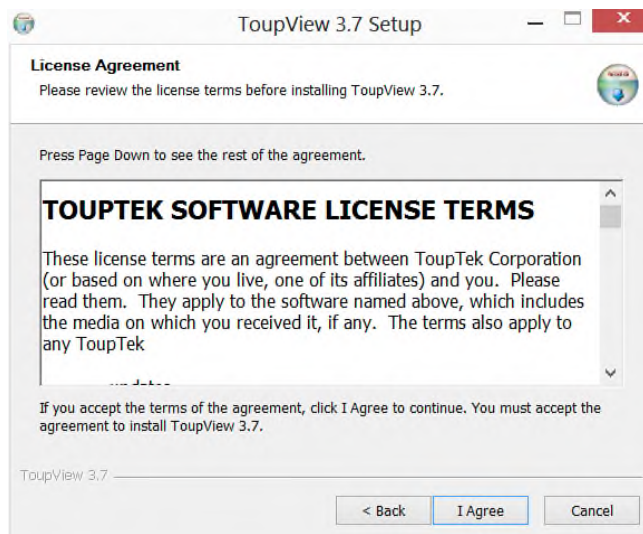 ToupView 3.7 Setup
License Agreement
Please review the license terms before installing ToupView 3.7.
Press Page Down to see the rest of the agreement.
TOUPTEK SOFTWARE LICENSE TERMS
These license terms are an agreement between ToupTek Corporation
(or based on where you live, one of its affiliates) and you.  Please
read them.  They apply to the software named above, which includes
the media on which you received it, if any.  The terms also apply to
any ToupTek
If you accept the terms of the agreement, click I Agree to continue. You must accept the
agreement to install ToupView 3.7.
ToupView 3.7
< Back
I Agree
Cancel